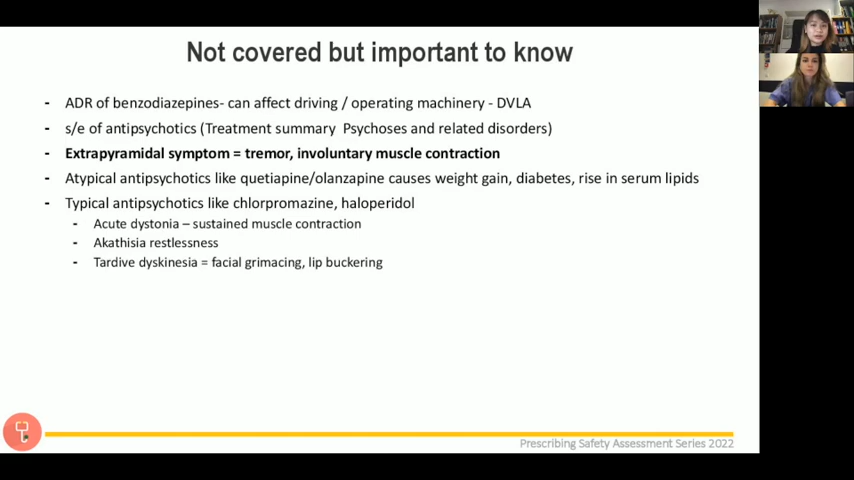 Not covered but important to know
- ADR of benzodiazepines- can affect driving / operating machinery - DVLA
- s/e of antipsychotics (Treatment summary Psychoses and related disorders)
- Extrapyramidal symptom = tremor, involuntary muscle contraction
- Atypical antipsychotics like quetiapine/olanzapine causes weight gain, diabetes, rise in serum lipids
- Typical antipsychotics like chlorpromazine, haloperidol
- Acute dystonia – sustained muscle contraction
- Akathisia restlessness
- Tardive dyskinesia = facial grimacing, lip buckering
Prescribing Safety Assessment Series 2022